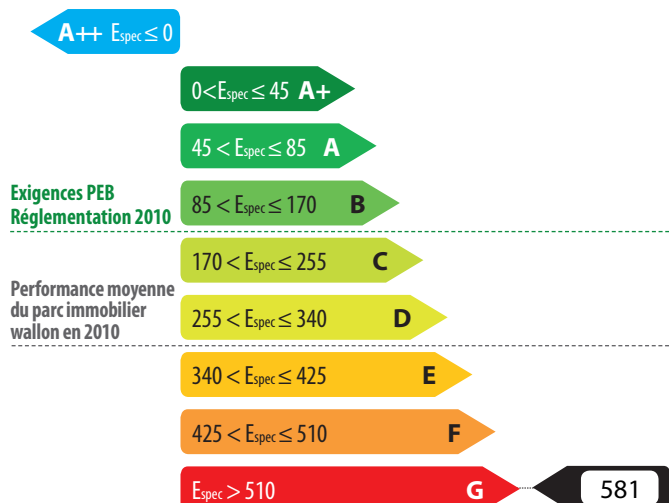 A++ Espec ≤ 0
0<Espec ≤ 45 A+
45 < Espec ≤ 85 A
Exigences PEB
Réglementation 2010
85 < Espec ≤ 170 B
170 < Espec ≤ 255 C
Performance moyenne
du parc immobilier
wallon en 2010
255 < Espec ≤ 340 D
340 < Espec ≤ 425 E
425 < Espec ≤ 510 F
Espec > 510 G 581